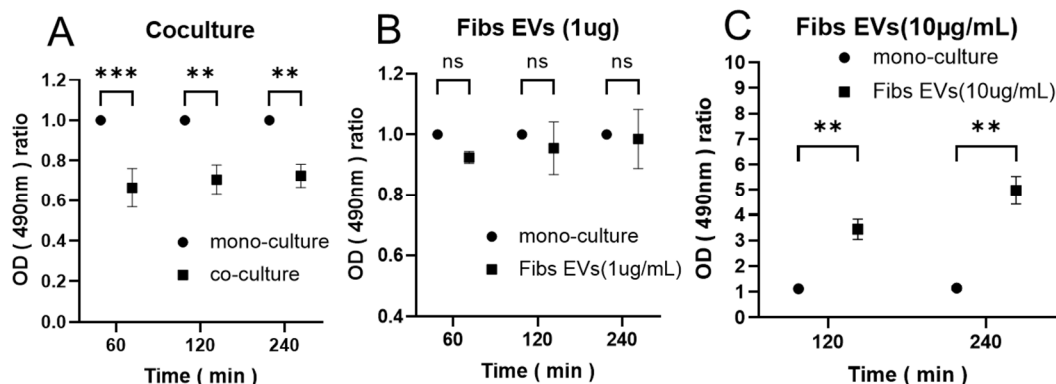 A
Coculture
*** ** **
1.2
1.0
0.8
0.6
0.4
0.2
0.0
OD ( 490nm ) ratio
mono-culture
co-culture
60 120 240
Time ( min )
B
Fibs EVs (1ug)
ns ns ns
1.2
1.0
0.8
0.6
0.4
OD ( 490nm ) ratio
mono-culture
Fibs EVs(1ug/mL)
60 120 240
Time ( min )
C
Fibs EVs(10µg/mL)
mono-culture
Fibs EVs(10ug/mL)
** **
10
9
8
7
6
5
4
3
2
1
0
OD ( 490nm ) ratio
120 240
Time ( min )